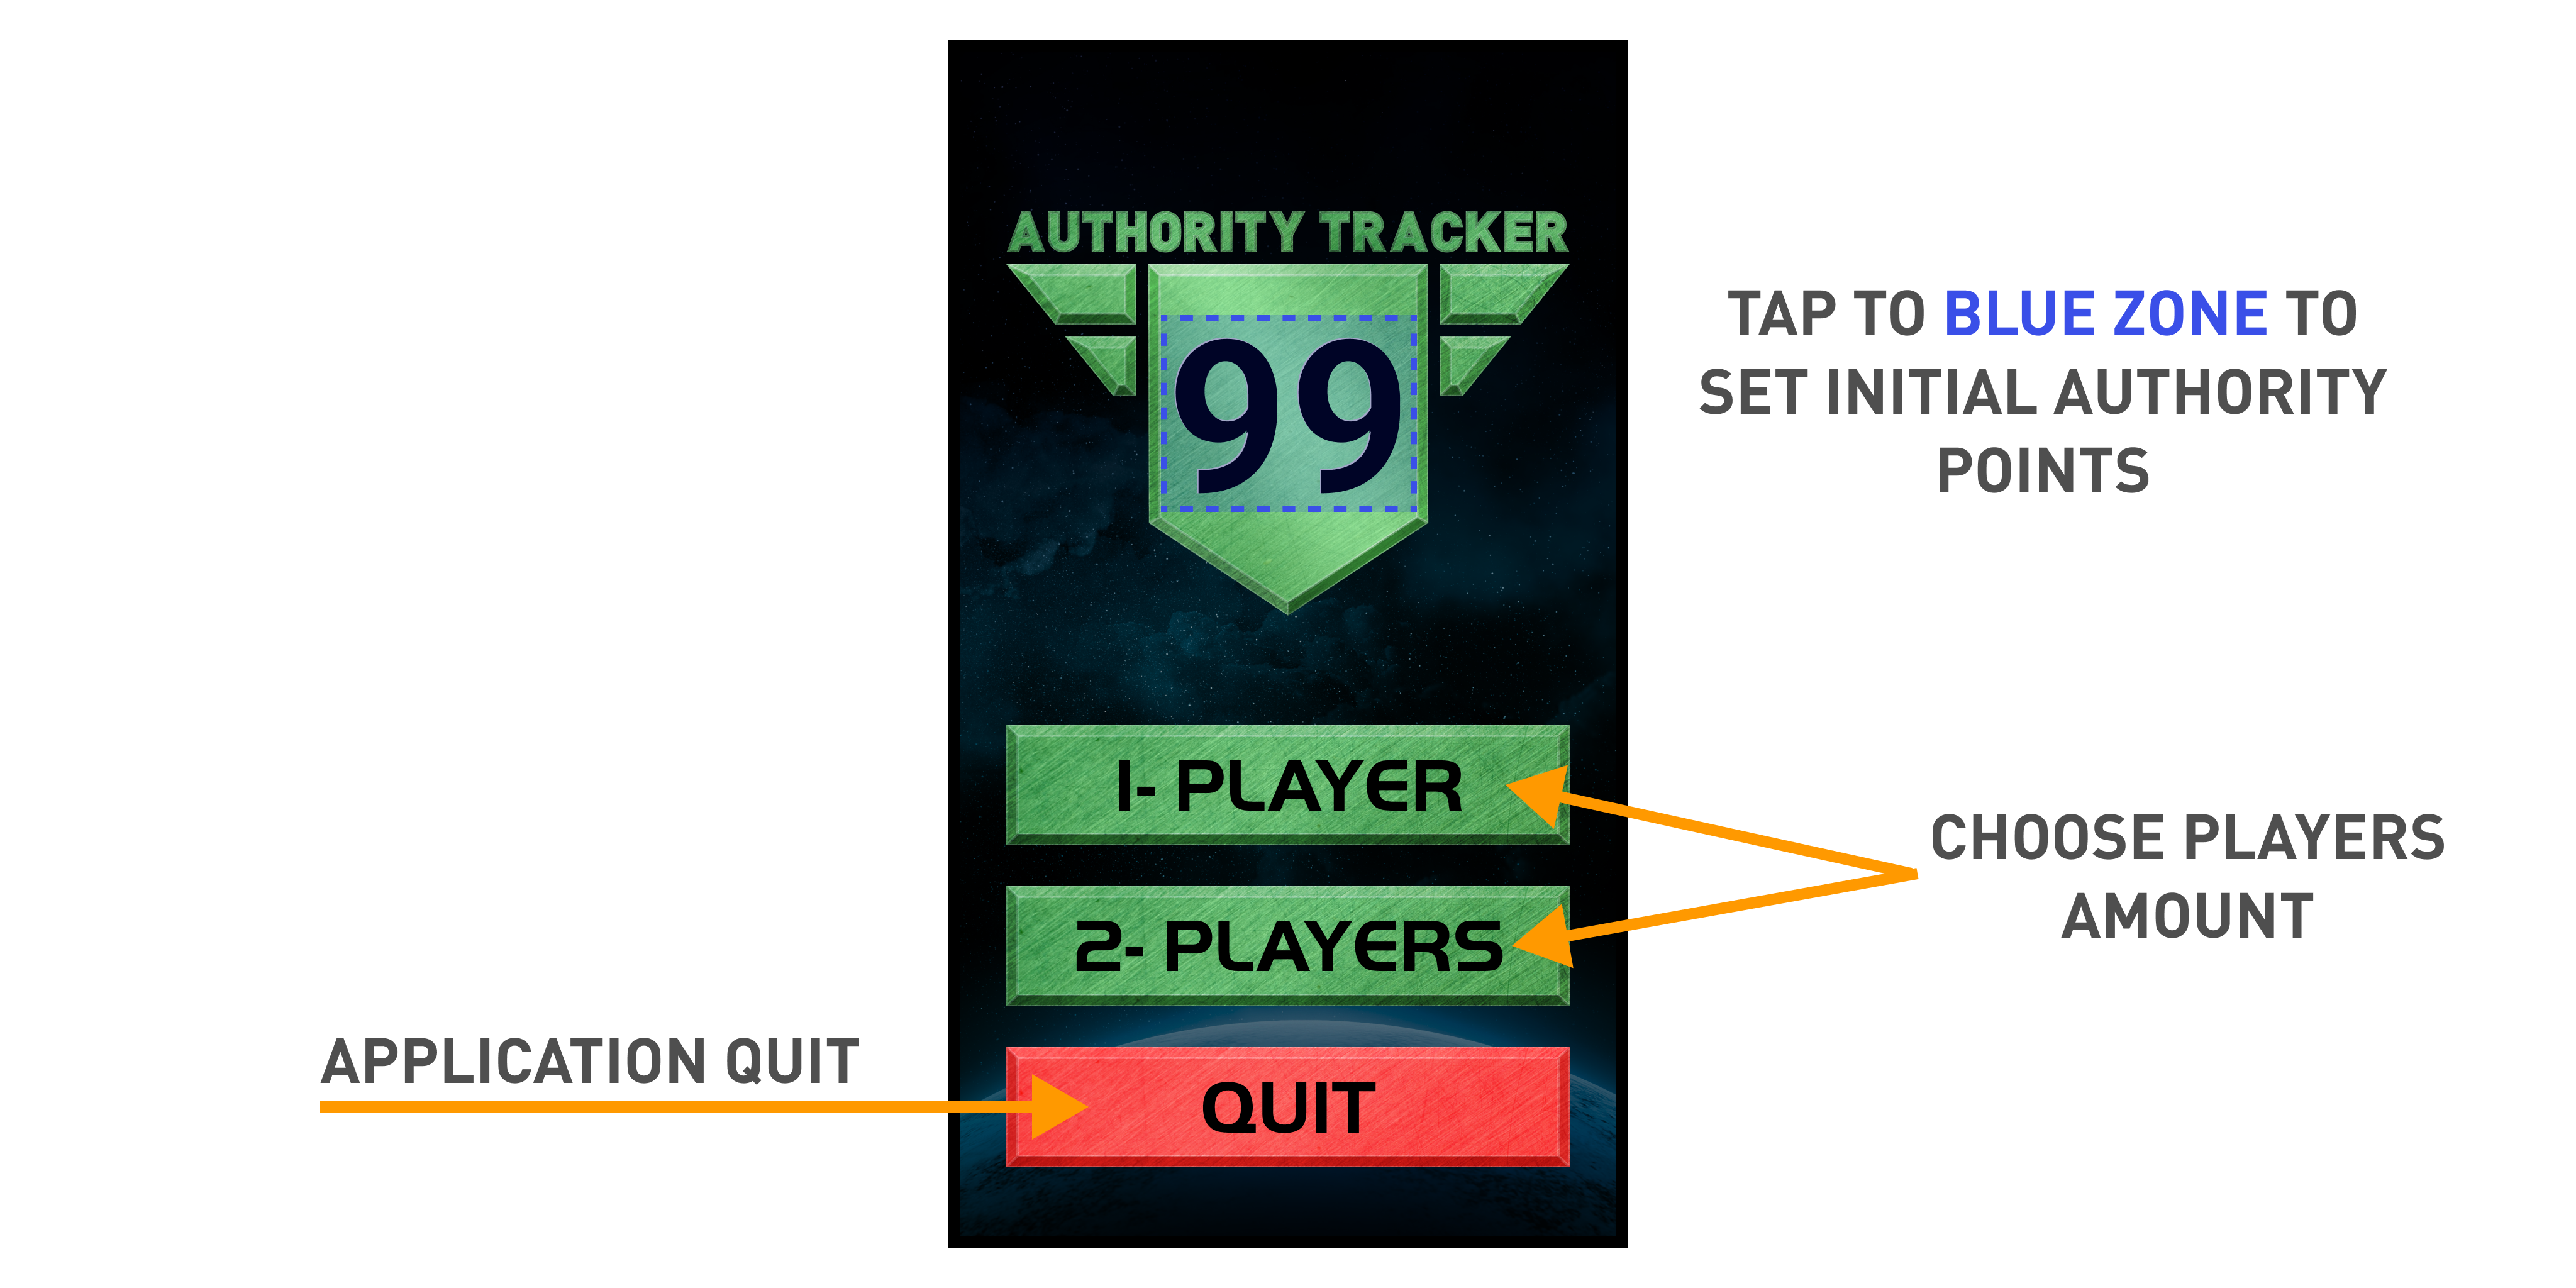 AUTHORITY TRACKER
99
TAP TO BLUE ZONE TO
SET INITIAL AUTHORITY
POINTS
1- PLAYER
2- PLAYERS
CHOOSE PLAYERS
AMOUNT
APPLICATION QUIT
QUIT